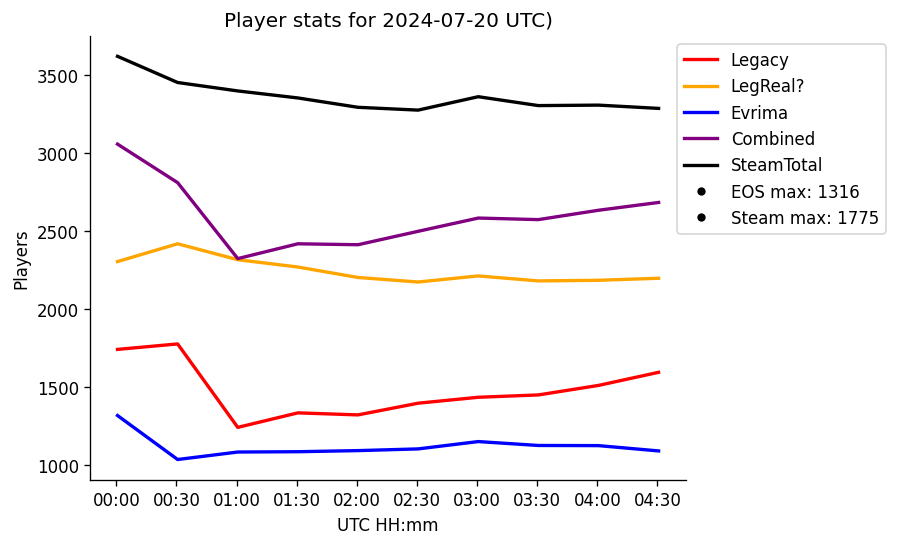 Player stats for 2024-07-20 UTC)
Players
3500
3000
2500
2000
1500
1000
00:00 00:30 01:00 01:30 02:00 02:30 03:00 03:30 04:00 04:30
UTC HH:mm
Legacy
LegReal?
Evrima
Combined
SteamTotal
EOS max: 1316
Steam max: 1775